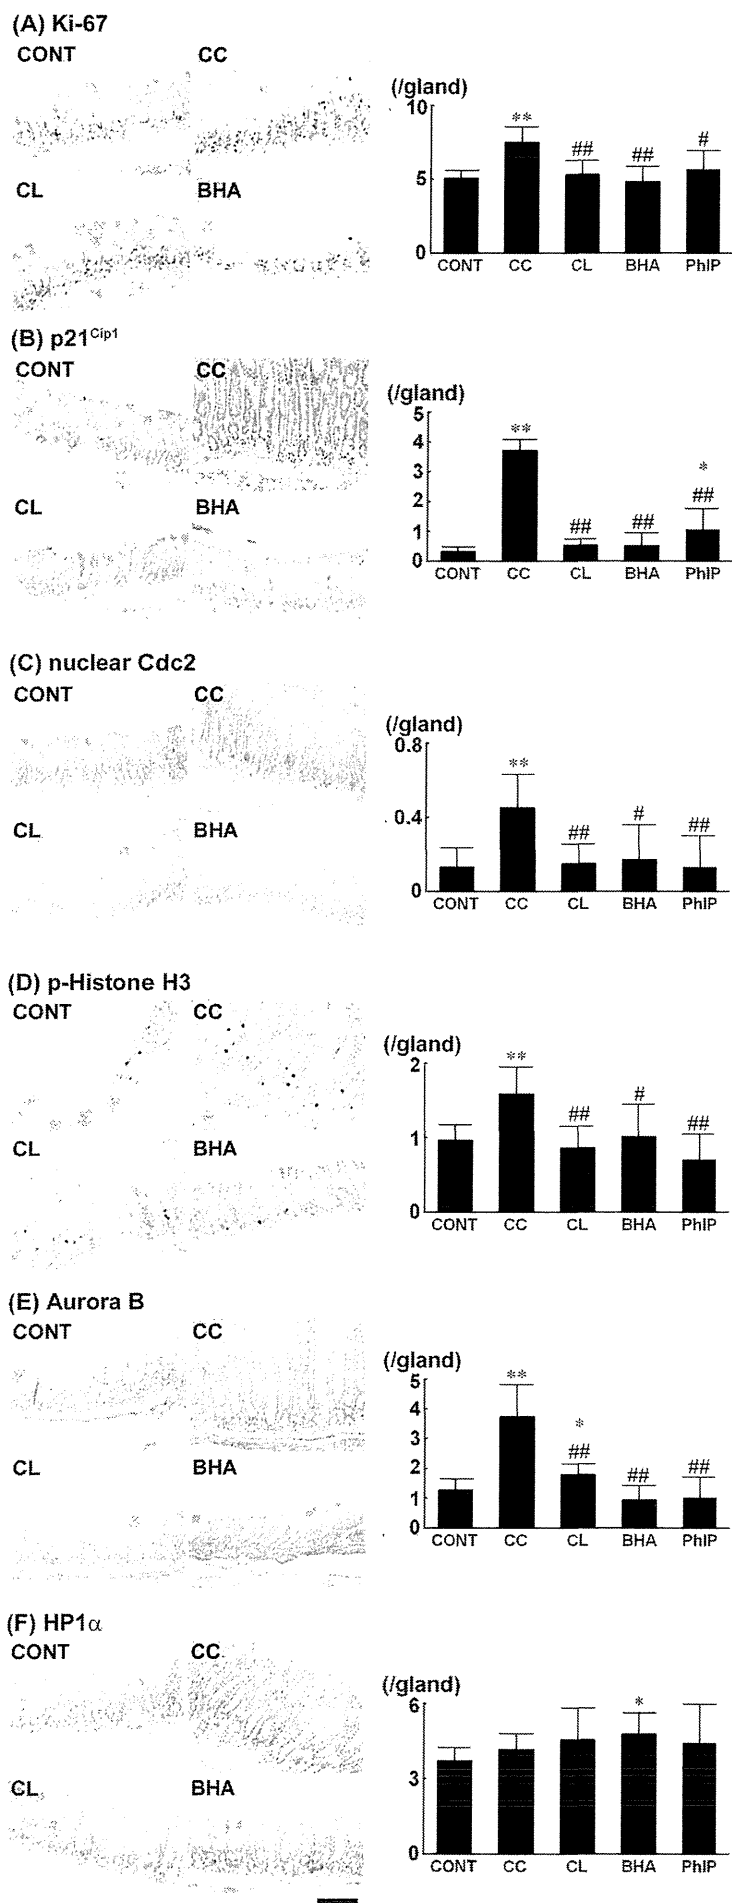 (A) Ki-67
CONT CC
CL BHA
(/gland)
10
5
0
** ## ## #
CONT CC CL BHA PhIP
(B) p21Cip1
CONT CC
CL BHA
(/gland)
5
4
3
2
1
0
** ## ## * ##
CONT CC CL BHA PhIP
(C) nuclear Cdc2
CONT CC
CL BHA
(/gland)
0.8
0.4
0
** ## # ##
CONT CC CL BHA PhIP
(D) p-Histone H3
CONT CC
CL BHA
(/gland)
2
1
0
** ## # ##
CONT CC CL BHA PhIP
(E) Aurora B
CONT CC
CL BHA
(/gland)
5
4
3
2
1
0
** * ## ## ##
CONT CC CL BHA PhIP
(F) HP1α
CONT CC
CL BHA
(/gland)
6
3
0
*
CONT CC CL BHA PhIP